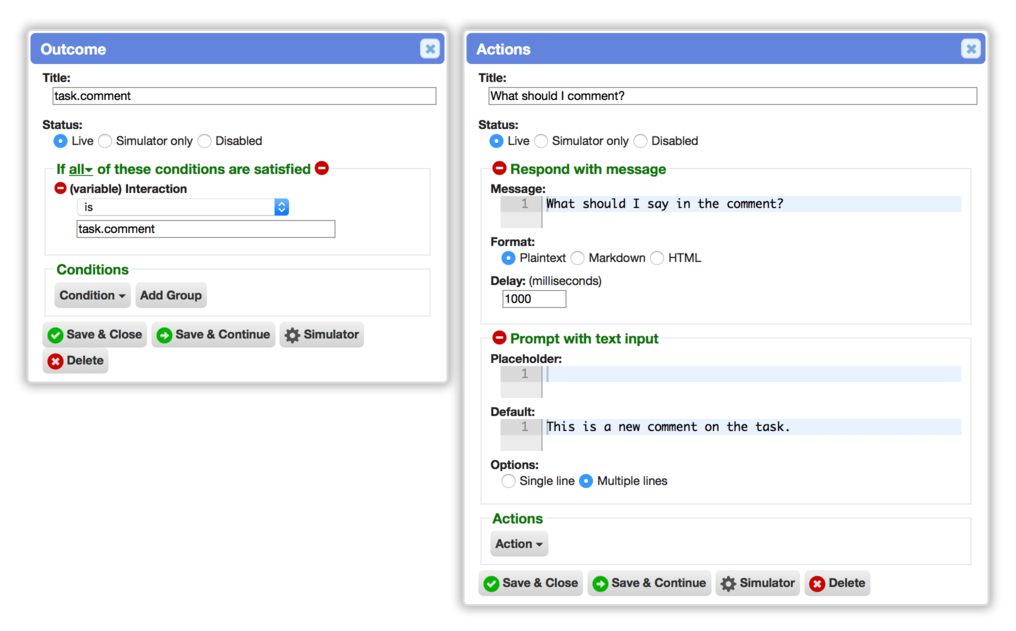 Outcome
Title:
task.comment
Status:
Live Simulator only Disabled
If all of these conditions are satisfied
(variable) Interaction
is
task.comment
Conditions
Condition Add Group
Save & Close Save & Continue Simulator
Delete
Actions
Title:
What should I comment?
Status:
Live Simulator only Disabled
Respond with message
Message:
1 What should I say in the comment?
Format:
Plaintext Markdown HTML
Delay: (milliseconds)
1000
Prompt with text input
Placeholder:
1
Default:
1 This is a new comment on the task.
Options:
Single line Multiple lines
Actions
Action
Save & Close Save & Continue Simulator Delete